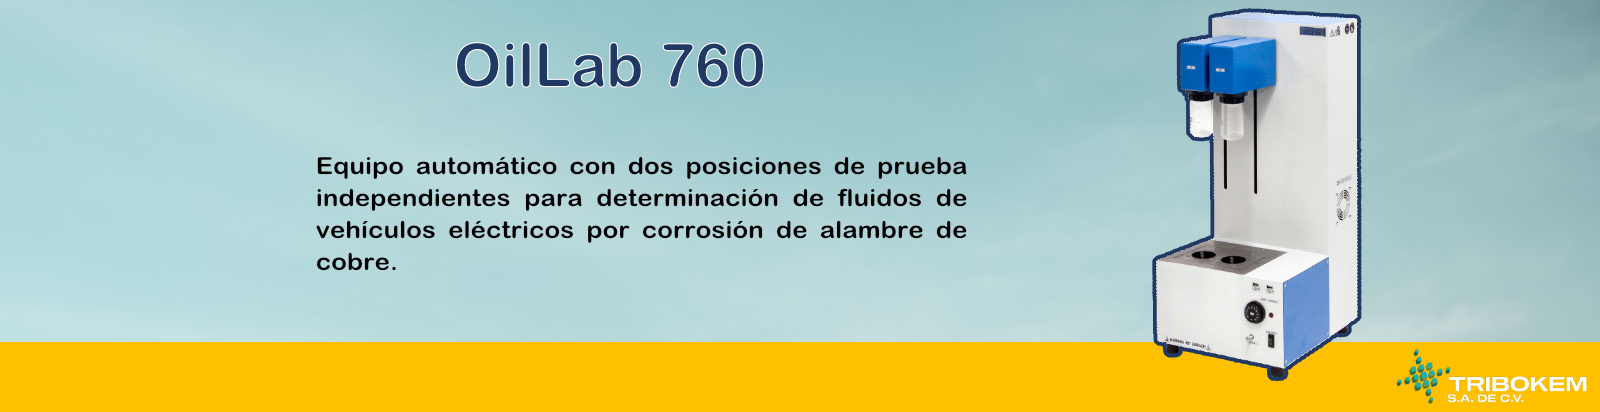 OilLab 760
Equipo automático con dos posiciones de prueba
independientes para determinación de fluidos de
vehículos eléctricos por corrosión de alambre de
cobre.
TRIBOKEM
S.A. DE C.V.